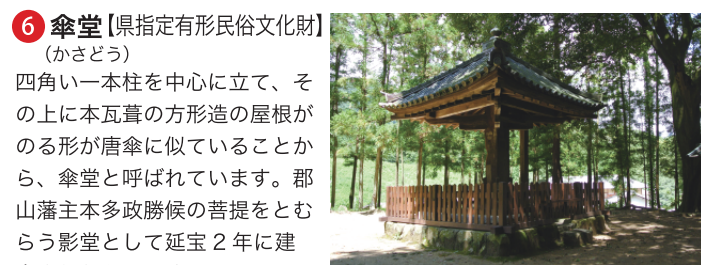 6 傘堂【県指定有形民俗文化財】
（かさどう）
四角い一本柱を中心に立て、そ
の上に本瓦葺の方形造の屋根が
のる形が唐傘に似ていることか
ら、傘堂と呼ばれています。郡
山藩主本多政勝候の菩提をとむ
らう影堂として延宝２年に建